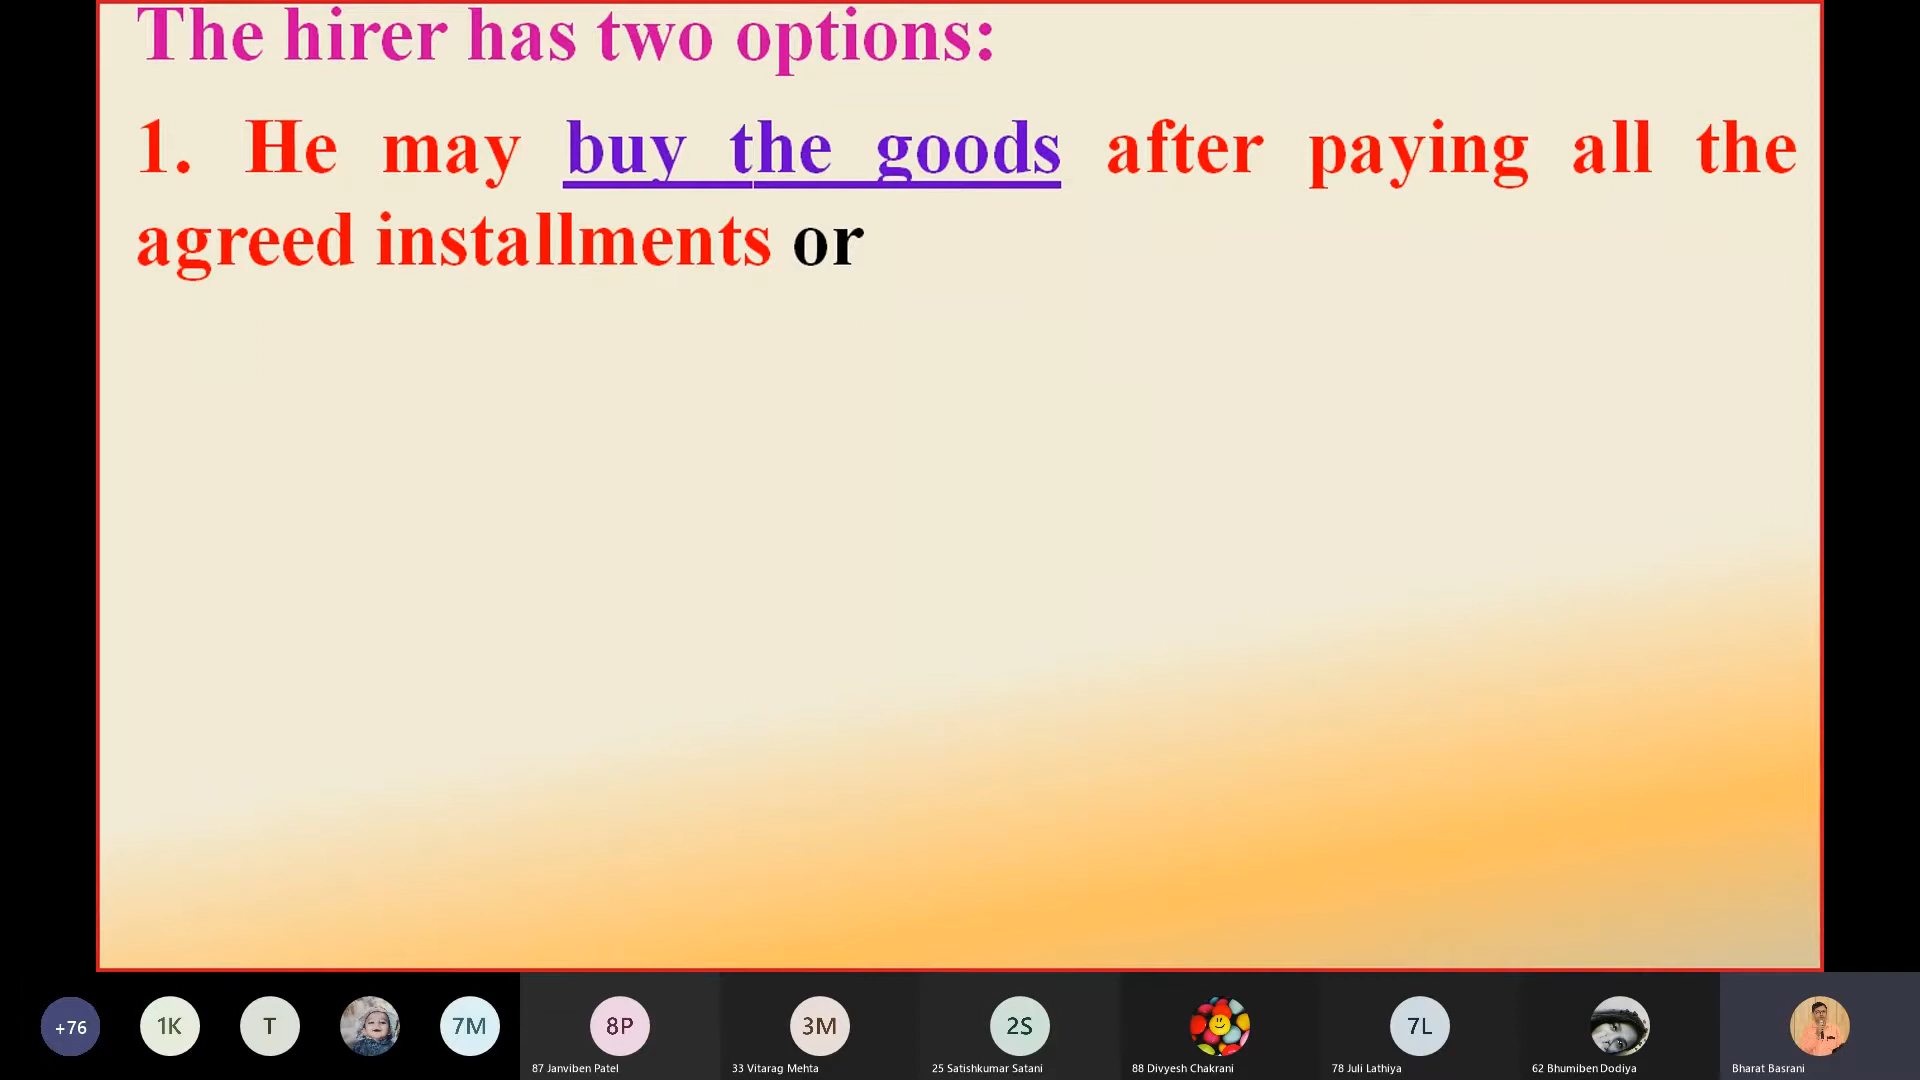 The hirer has two options:
1. He may buy the goods after paying all the
agreed installments or
+76
1K
T
7M
8P
3M
2S
7L
87 Janviben Patel
33 Vitarag Mehta
25 Satishkumar Satani
88 Divyesh Chakrani
78 Juli Lathiya
62 Bhumiben Dodiya
Bharat Basrani